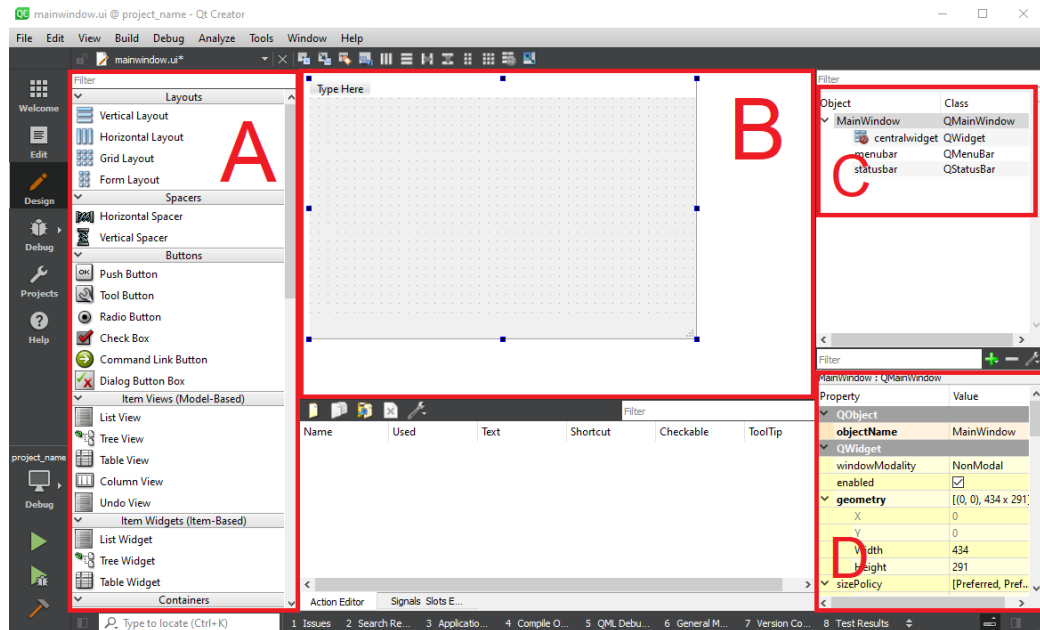 QC mainwindow.ui @ project_name - Qt Creator
File Edit View Build Debug Analyze Tools Window Help
mainwindow.ui*
Welcome
Edit
Design
Debug
Projects
Help
project_name
Debug
Filter
Layouts
Vertical Layout
Horizontal Layout
Grid Layout
Form Layout
Spacers
Horizontal Spacer
Vertical Spacer
Buttons
OK Push Button
Tool Button
Radio Button
Check Box
Command Link Button
Dialog Button Box
Item Views (Model-Based)
List View
Tree View
Table View
Column View
Undo View
Item Widgets (Item-Based)
List Widget
Tree Widget
Table Widget
Containers
A
Type Here
B
Filter
Name Used Text Shortcut Checkable ToolTip
Action Editor Signals Slots E...
Filter
Object Class
MainWindow QMainWindow
centralwidget QWidget
menubar QMenuBar
statusbar QStatusBar
C
Filter
MainWindow : QMainWindow
Property Value
QObject
objectName MainWindow
QWidget
windowModality NonModal
enabled
geometry [(0, 0), 434 x 291]
X 0
Y 0
Width 434
Height 291
sizePolicy [Preferred, Pref...
D
Type to locate (Ctrl+K) 1 Issues 2 Search Re... 3 Applicatio... 4 Compile O... 5 QML Debu... 6 General M... 7 Version Co... 8 Test Results